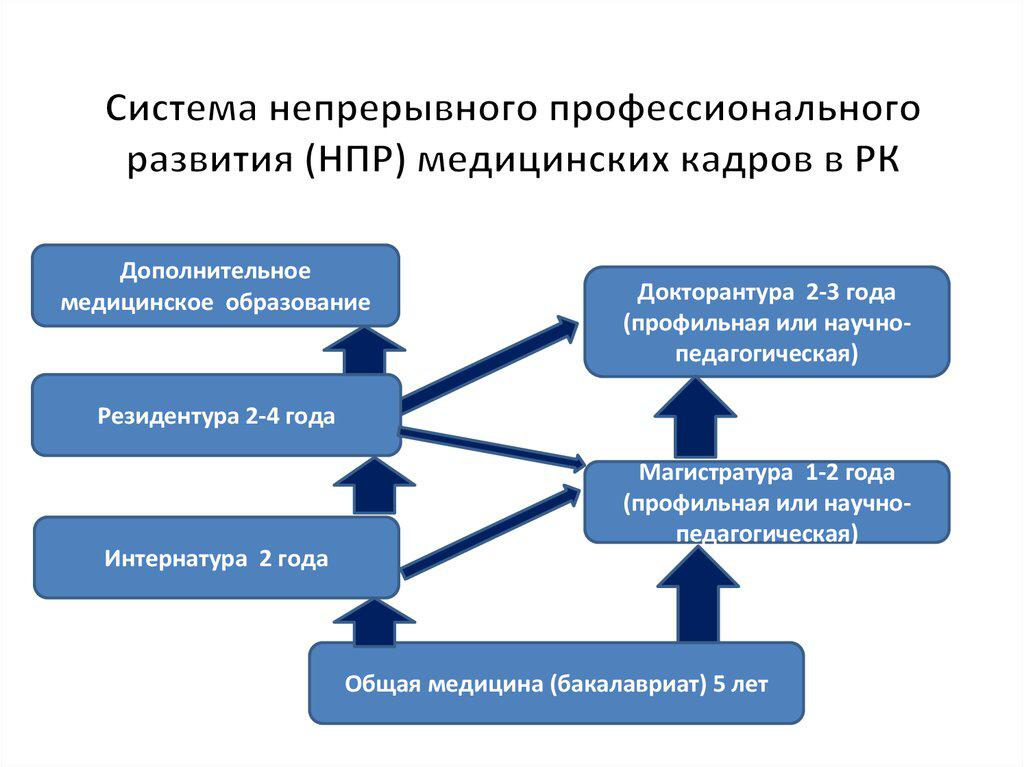 Система непрерывного профессионального
развития (НПР) медицинских кадров в РК
Дополнительное
медицинское образование
Докторантура 2-3 года
(профильная или научно-
педагогическая)
Резидентура 2-4 года
Магистратура 1-2 года
(профильная или научно-
педагогическая)
Интернатура 2 года
Общая медицина (бакалавриат) 5 лет